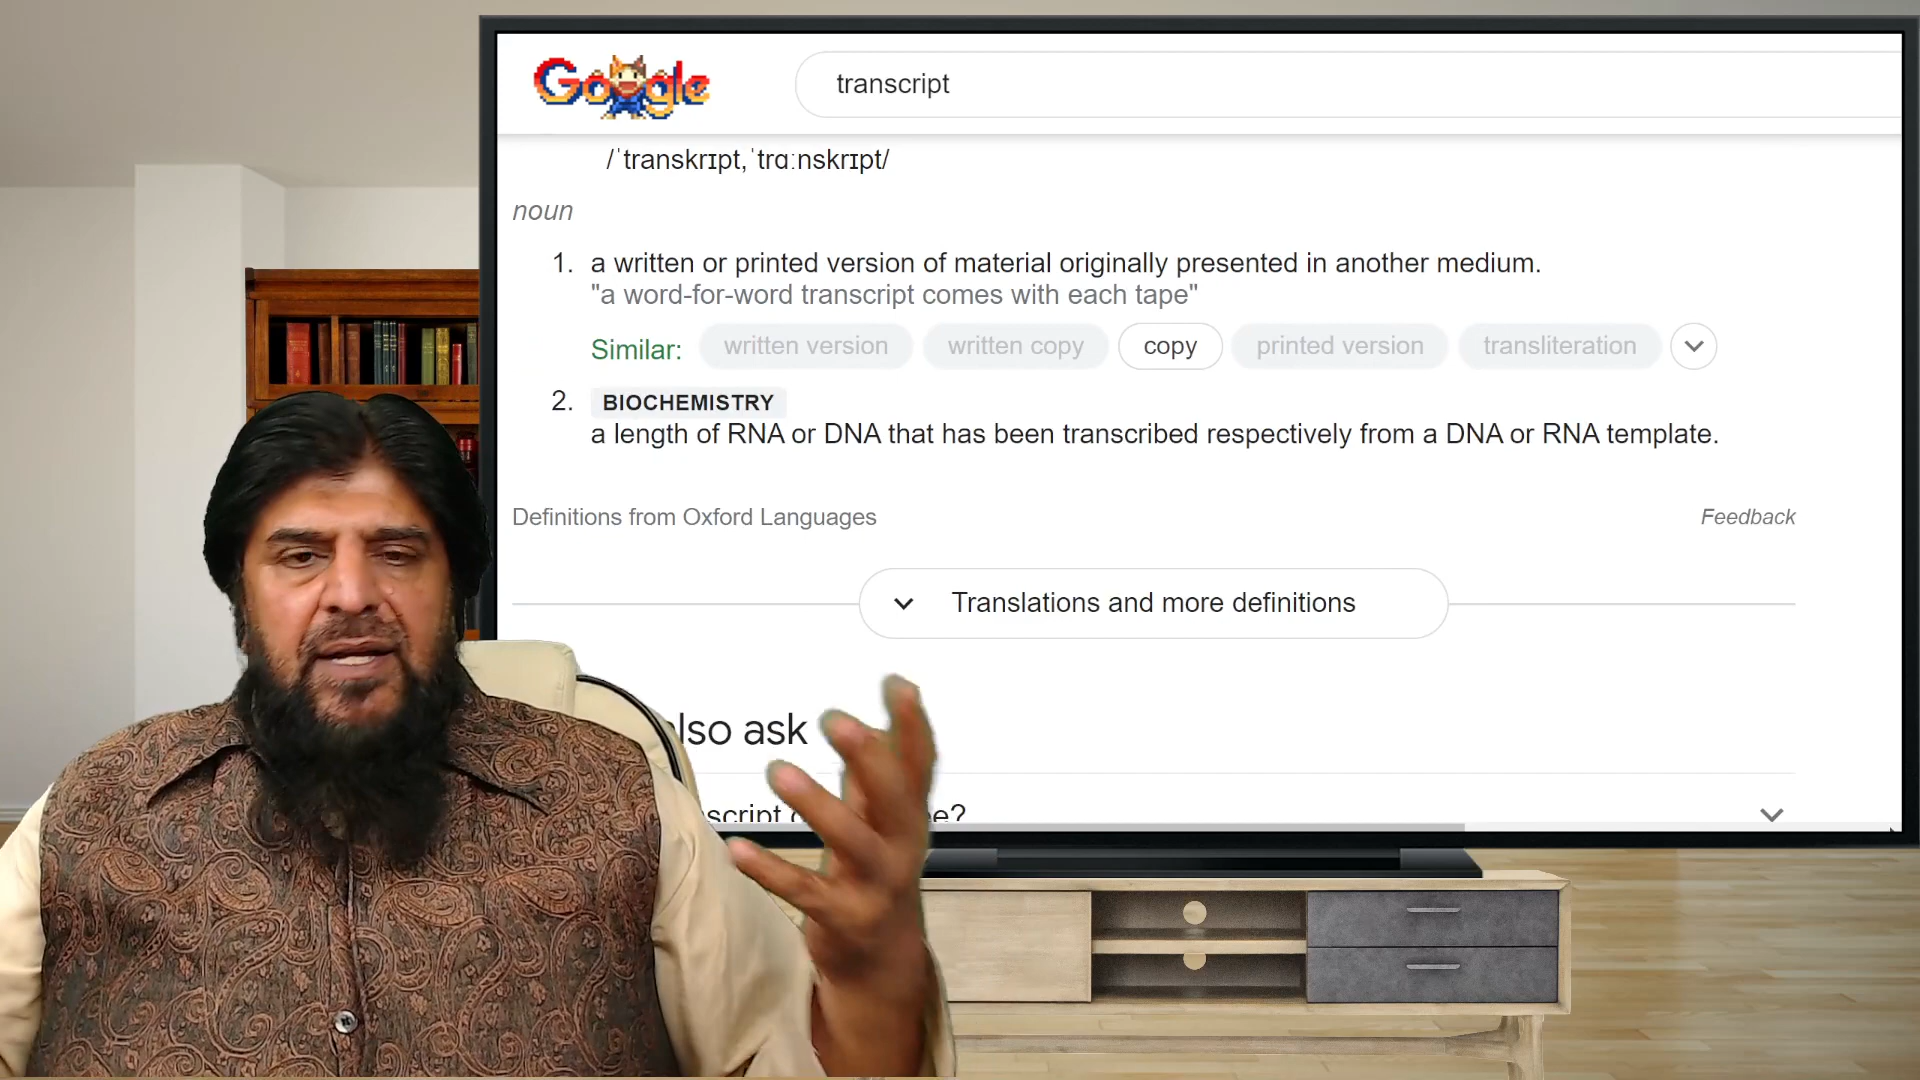 Google
transcript
/ˈtranskrɪpt,ˈtrɑːnskrɪpt/
noun
1. a written or printed version of material originally presented in another medium.
"a word-for-word transcript comes with each tape"
Similar: written version written copy copy printed version transliteration
2. BIOCHEMISTRY
a length of RNA or DNA that has been transcribed respectively from a DNA or RNA template.
Definitions from Oxford Languages Feedback
Translations and more definitions
ask